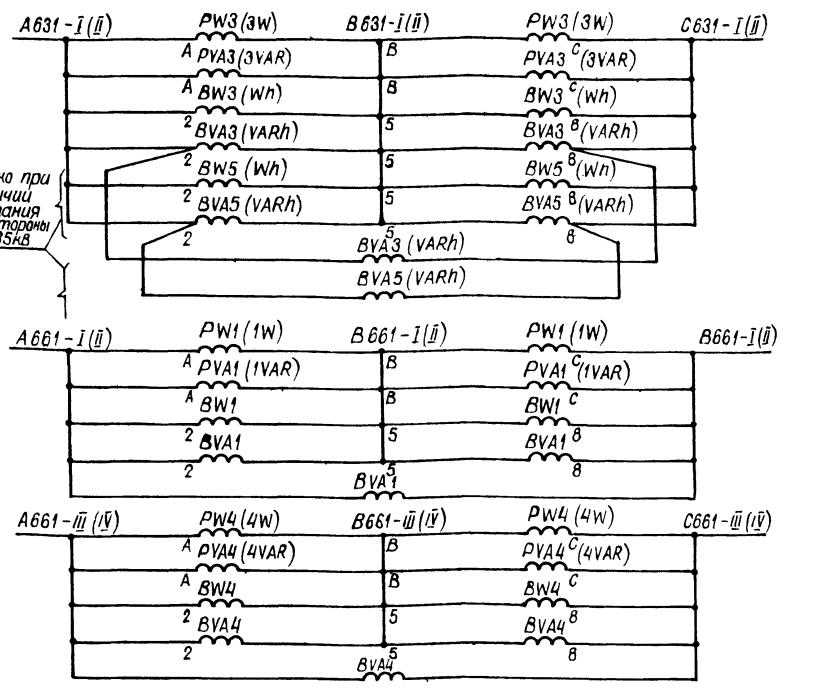 A631-I(II) PW3(3W) B631-I(II) PW3(3W) C631-I(II)
A PVA3(3VAR) B PVA3 C (3VAR)
A BW3(Wh) B BW3 C (Wh)
2 BVA3(VARh) 5 BVA3 8 (VARh)
2 BW5 (Wh) 5 BW5 8 (Wh)
2 BVA5(VARh) 5 BVA5 8 (VARh)
2 5 8
ко при
стороны
35кв
BVA3(VARh)
BVA5(VARh)
A661-I(II) PW1(1W) B661-I(II) PW1(1W) B661-I(II)
A PVA1(1VAR) B PVA1 C (1VAR)
A BW1 B BW1 C
2 BVA1 5 BVA1 8
2 5 8
BVA1
A661-III(IV) PW4(4W) B661-III(IV) PW4(4W) C661-III(IV)
A PVA4(4VAR) B PVA4 C (4VAR)
A BW4 B BW4 C
2 BVA4 5 BVA4 8
2 5 8
BVA4